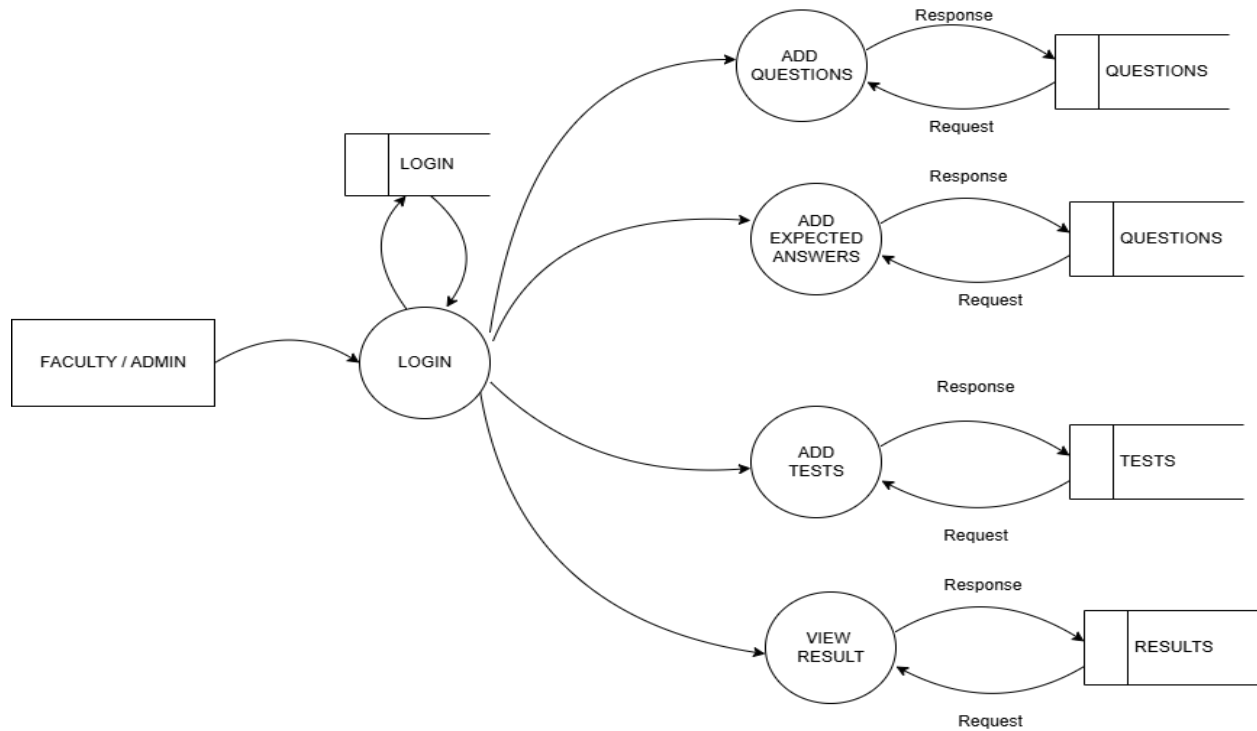 Response
ADD
QUESTIONS
QUESTIONS
Request
LOGIN
Response
ADD
EXPECTED
ANSWERS
QUESTIONS
Request
FACULTY / ADMIN
LOGIN
Response
ADD
TESTS
TESTS
Request
Response
VIEW
RESULT
RESULTS
Request